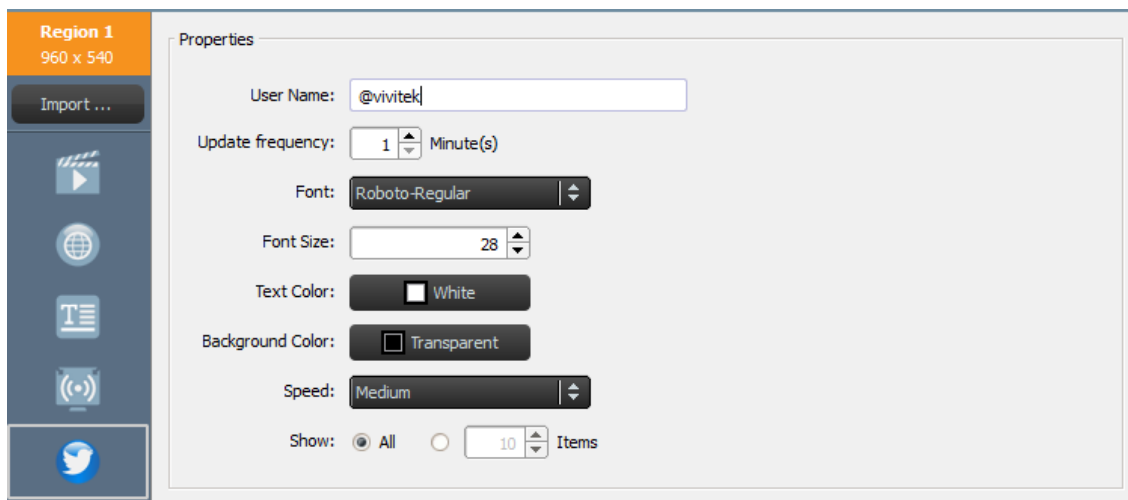 Region 1
960 x 540
Import ...
Properties
User Name: @vivitek
Update frequency: 1 Minute(s)
Font: Roboto-Regular
Font Size: 28
Text Color: White
Background Color: Transparent
Speed: Medium
Show: All 10 Items